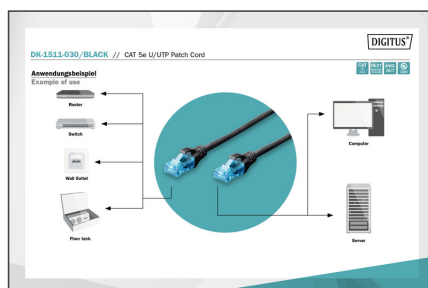 DIGITUS®
DK-1511-030/BLACK // CAT 5e U/UTP Patch Cord
Anwendungsbeispiel
Example of use
Router
Switch
Wall Outlet
Floor tank
Computer
Server